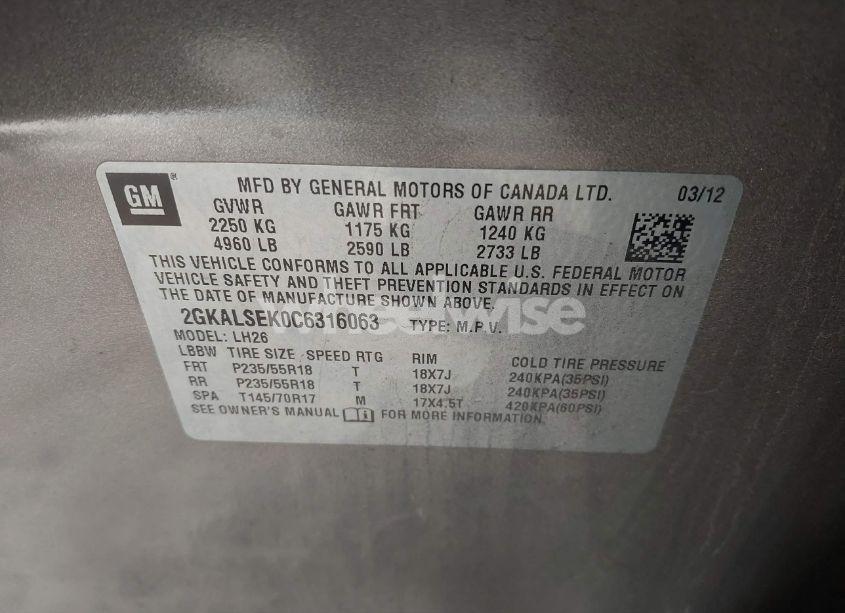 GM
MFD BY GENERAL MOTORS OF CANADA LTD. 03/12
GVWR GAWR FRT GAWR RR
2250 KG 1175 KG 1240 KG
4960 LB 2590 LB 2733 LB
THIS VEHICLE CONFORMS TO ALL APPLICABLE U.S. FEDERAL MOTOR
VEHICLE SAFETY AND THEFT PREVENTION STANDARDS IN EFFECT ON
THE DATE OF MANUFACTURE SHOWN ABOVE.
2GKALSEK0C6316063 TYPE: M.P.V.
MODEL: LH26
LBBW TIRE SIZE SPEED RTG RIM COLD TIRE PRESSURE
FRT P235/55R18 T 18X7J 240KPA(35PSI)
RR P235/55R18 T 18X7J 240KPA(35PSI)
SPA T145/70R17 M 17X4.5T 420KPA(60PSI)
SEE OWNER'S MANUAL FOR MORE INFORMATION.